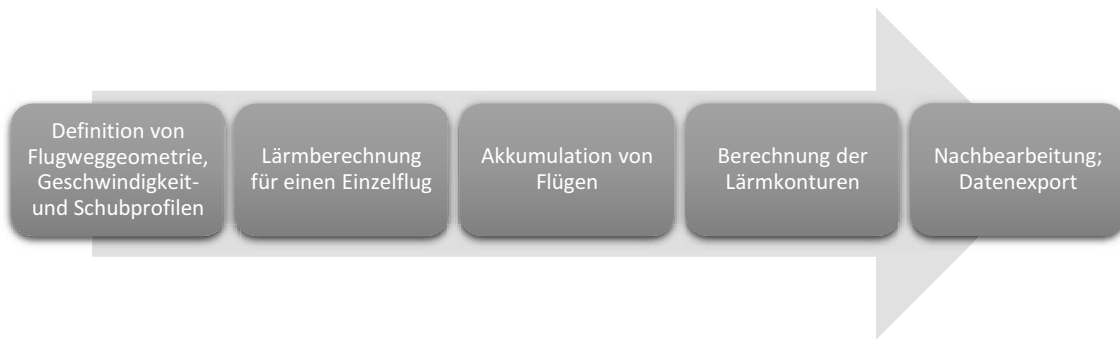 Definition von
Flugweggeometrie,
Geschwindigkeit-
und Schubprofilen
Lärmberechnung
für einen Einzelflug
Akkumulation von
Flügen
Berechnung der
Lärmkonturen
Nachbearbeitung;
Datenexport